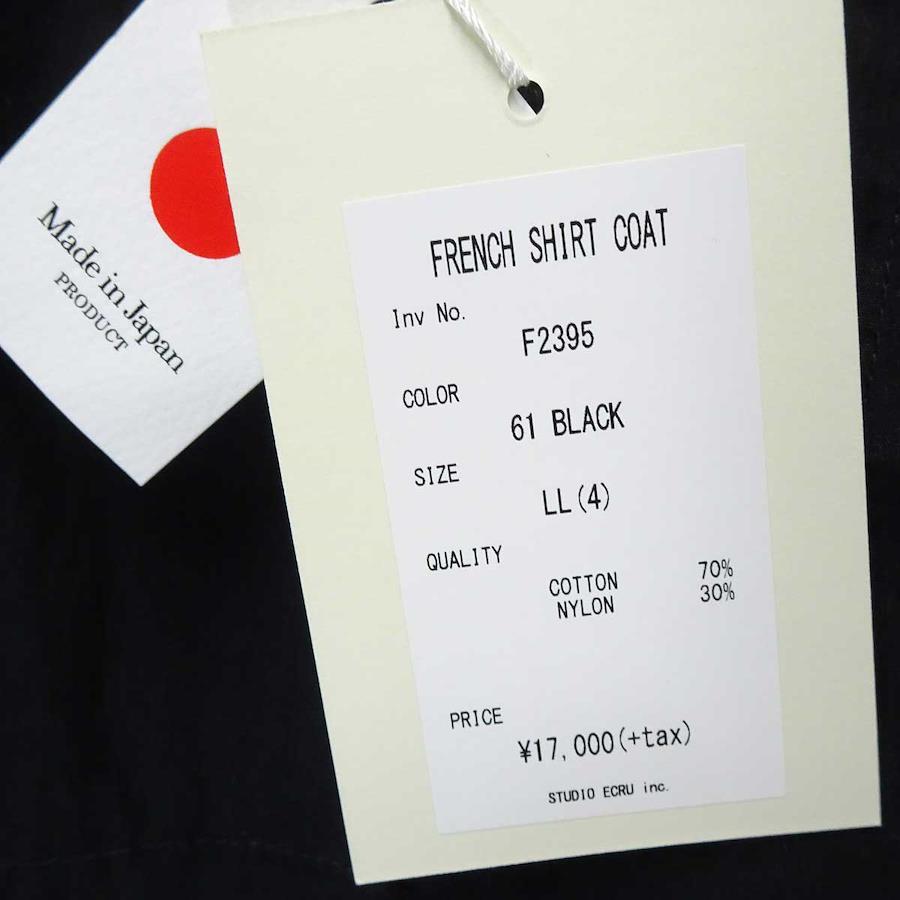 Made in Japan
PRODUCT
FRENCH SHIRT COAT
Inv No.
F2395
COLOR
61 BLACK
SIZE
LL(4)
QUALITY
COTTON 70%
NYLON 30%
PRICE
¥17,000(+tax)
STUDIO ECRU inc.